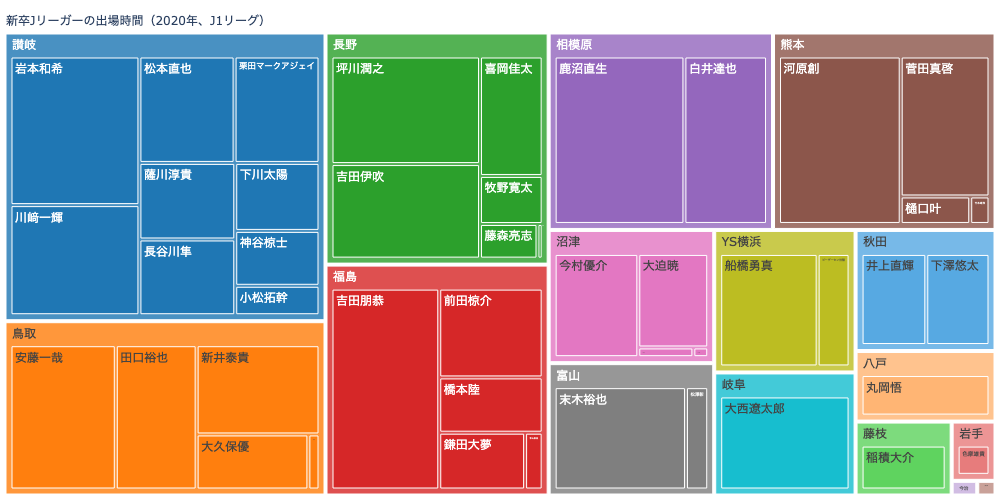 新卒Jリーガーの出場時間（2020年、J1リーグ）
讃岐
岩本和希
松本直也
栗田マークアジェイ
川﨑一輝
薩川淳貴
下川太陽
長谷川隼
神谷椋士
小松拓幹
鳥取
安藤一哉
田口裕也
新井泰貴
大久保優
長野
坪川潤之
喜岡佳太
吉田伊吹
牧野寛太
藤森亮志
福島
吉田朋恭
前田椋介
橋本陸
鎌田大夢
相模原
鹿沼直生
白井達也
熊本
河原創
菅田真啓
樋口叶
沼津
今村優介
大迫暁
YS横浜
船橋勇真
秋田
井上直輝
下澤悠太
富山
末木裕也
岐阜
大西遼太郎
八戸
丸岡悟
藤枝
稲積大介
岩手
今治